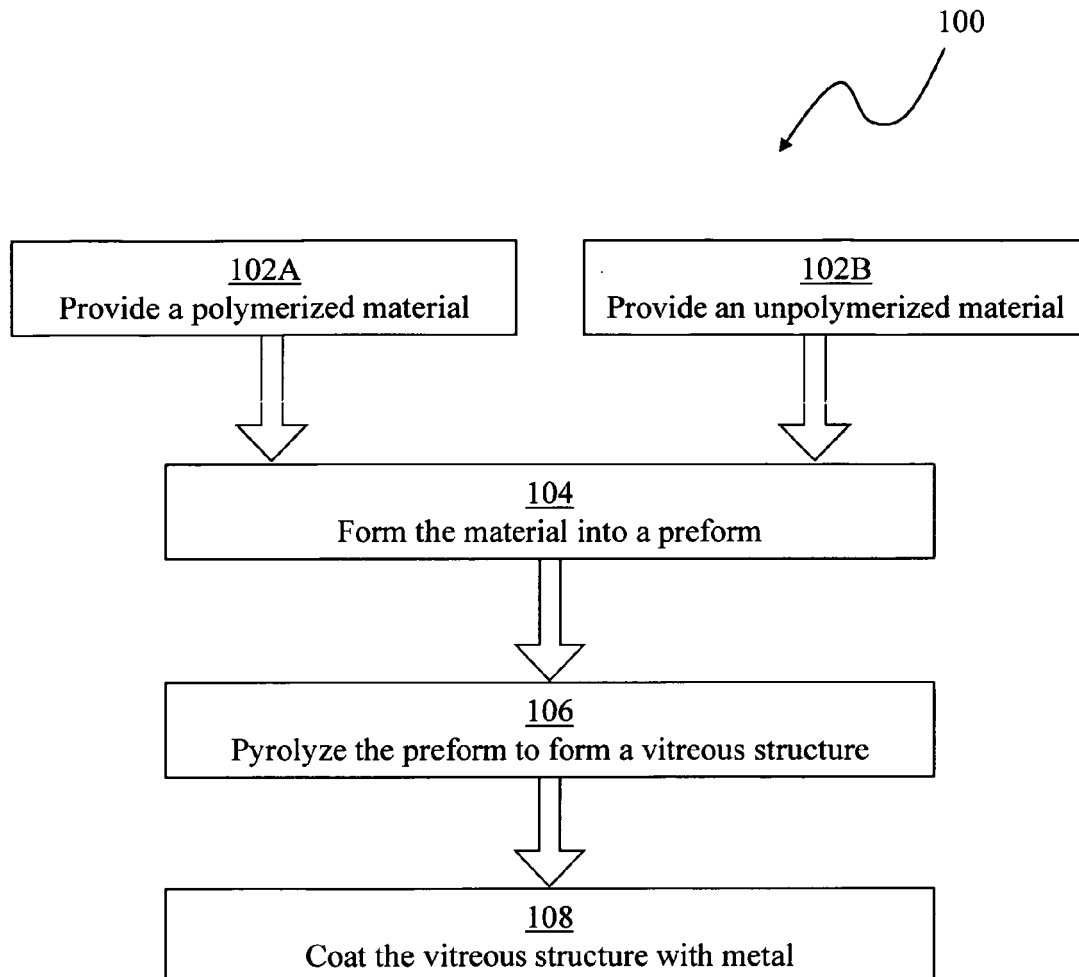 100
102A
Provide a polymerized material
102B
Provide an unpolymerized material
104
Form the material into a preform
106
Pyrolyze the preform to form a vitreous structure
108
Coat the vitreous structure with metal